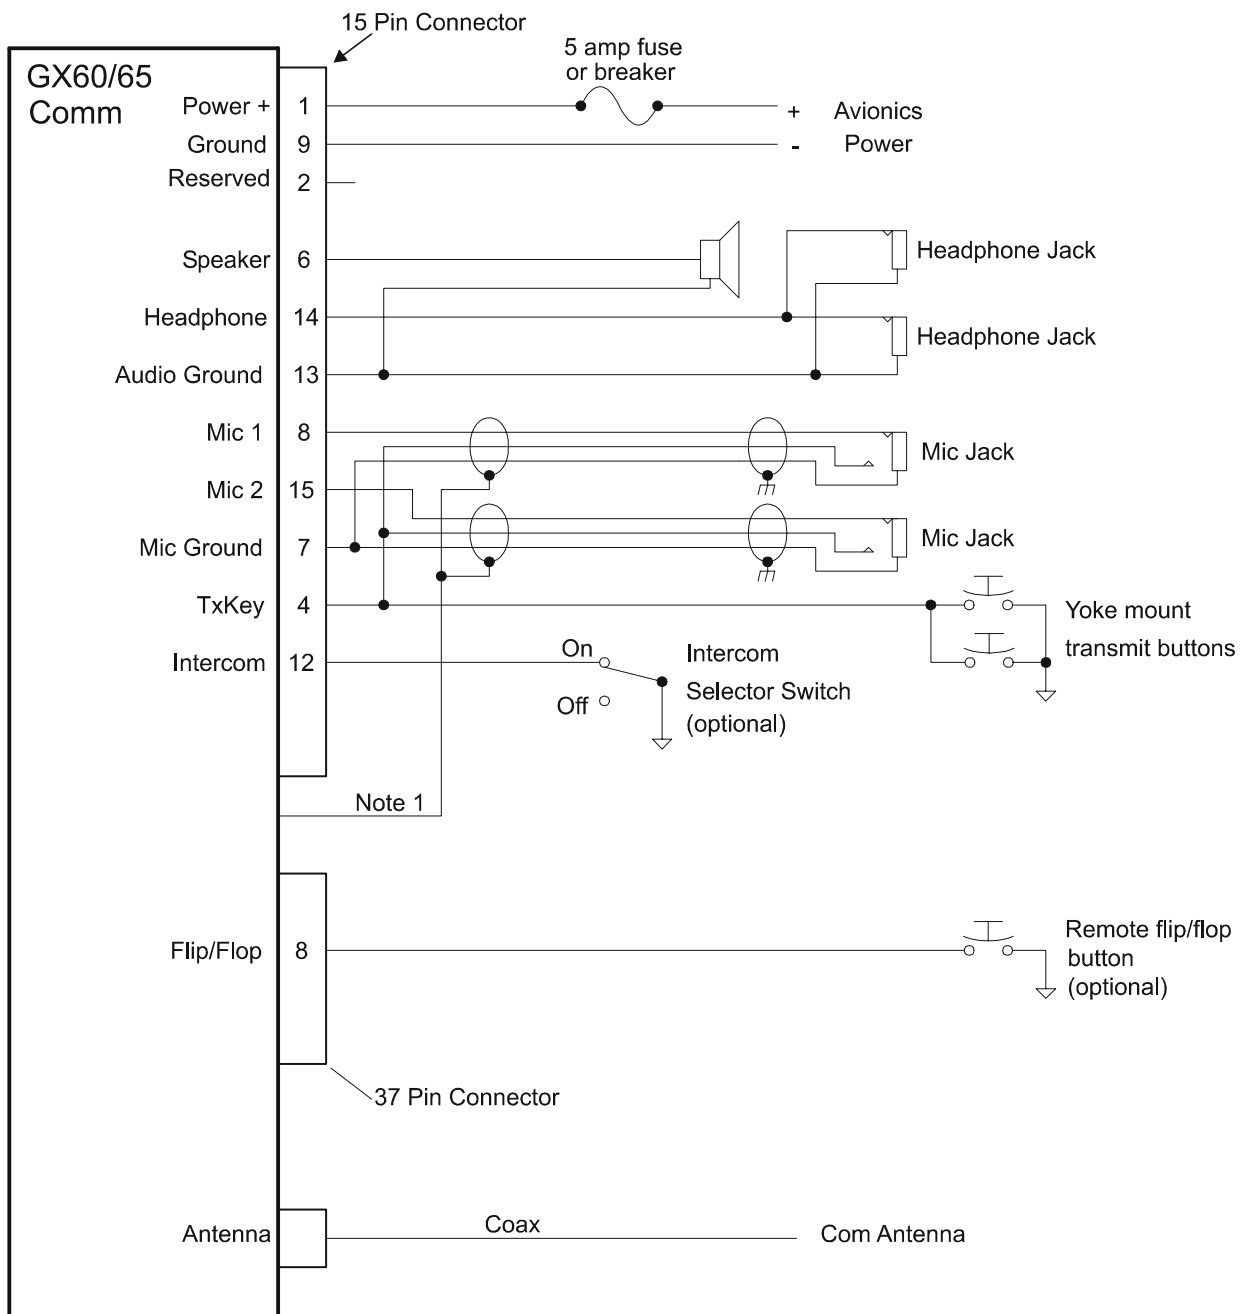 15 Pin Connector
GX60/65
Comm
5 amp fuse
or breaker
Power + 1
+ Avionics
Ground 9
- Power
Reserved 2
Speaker 6
Headphone Jack
Headphone 14
Headphone Jack
Audio Ground 13
Mic 1 8
Mic Jack
Mic 2 15
Mic Ground 7
Mic Jack
TxKey 4
Yoke mount
transmit buttons
Intercom 12
On
Off
Intercom
Selector Switch
(optional)
Note 1
Flip/Flop 8
Remote flip/flop
button
(optional)
37 Pin Connector
Antenna
Coax
Com Antenna